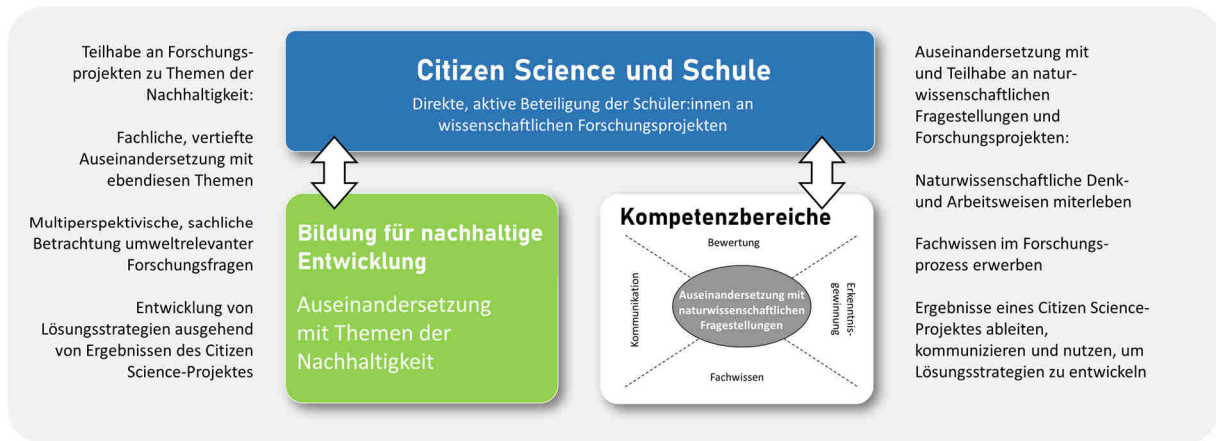 Teilhabe an Forschungs-
projekten zu Themen der
Nachhaltigkeit:
Fachliche, vertiefte
Auseinandersetzung mit
ebendiesen Themen
Multiperspektivische, sachliche
Betrachtung umweltrelevanter
Forschungsfragen
Entwicklung von
Lösungsstrategien ausgehend
von Ergebnissen des Citizen
Science-Projektes
Citizen Science und Schule
Direkte, aktive Beteiligung der Schüler:innen an
wissenschaftlichen Forschungsprojekten
Bildung für nachhaltige
Entwicklung
Auseinandersetzung
mit Themen der
Nachhaltigkeit
Kompetenzbereiche
Bewertung
Kommunikation
Auseinandersetzung mit
naturwissenschaftlichen
Fragestellungen
Erkenntnis-
gewinnung
Fachwissen
Auseinandersetzung mit
und Teilhabe an natur-
wissenschaftlichen
Fragestellungen und
Forschungsprojekten:
Naturwissenschaftliche Denk-
und Arbeitsweisen miterleben
Fachwissen im Forschungs-
prozess erwerben
Ergebnisse eines Citizen Science-
Projektes ableiten,
kommunizieren und nutzen, um
Lösungsstrategien zu entwickeln